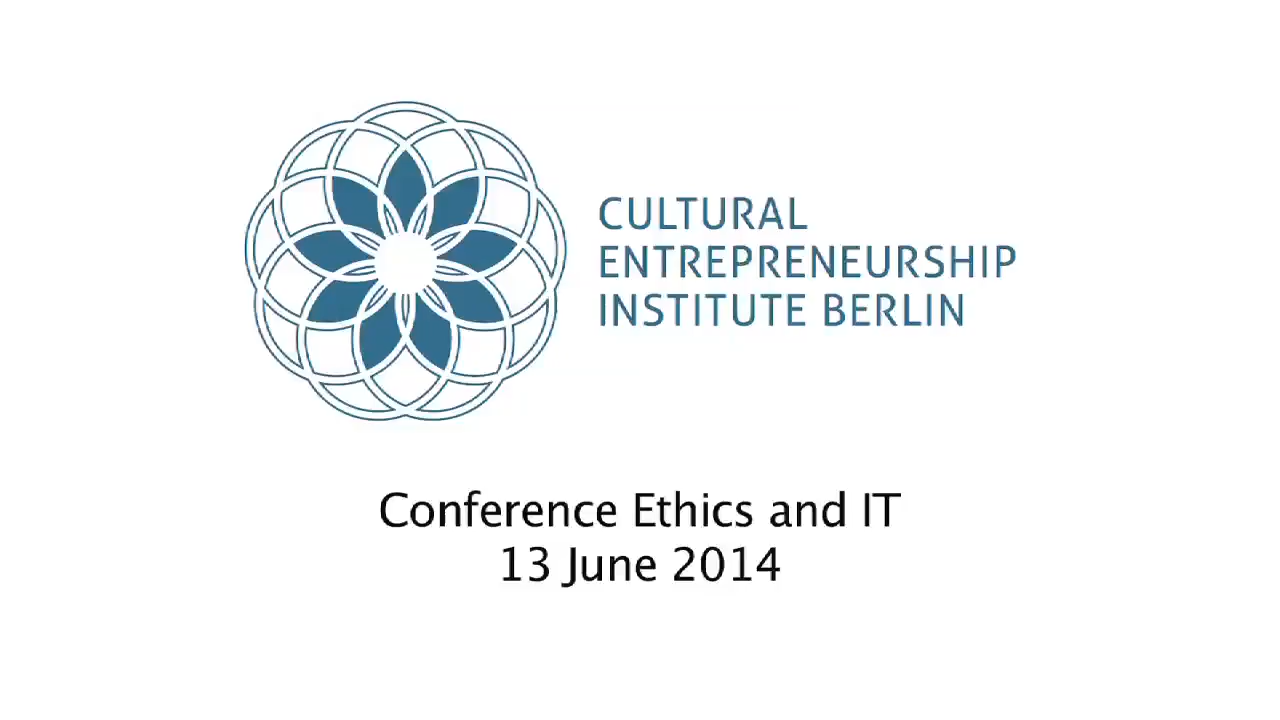 CULTURAL
ENTREPRENEURSHIP
INSTITUTE BERLIN
Conference Ethics and IT
13 June 2014